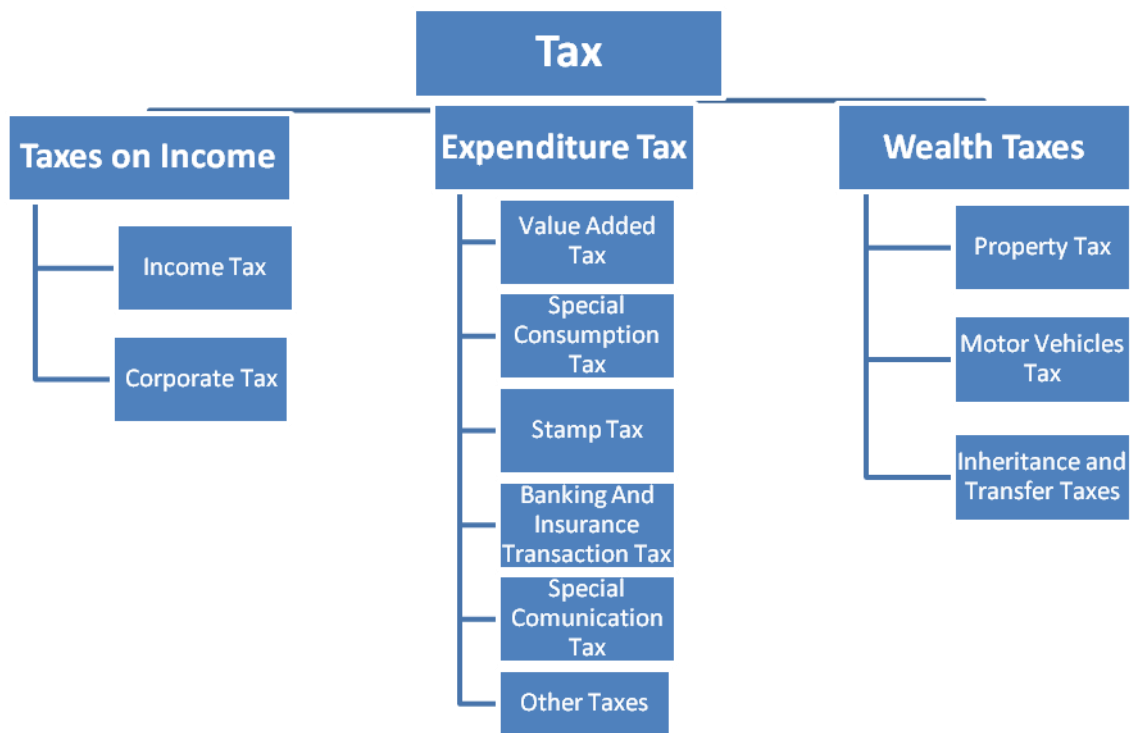 Tax
Taxes on Income
Income Tax
Corporate Tax
Expenditure Tax
Value Added
Tax
Special
Consumption
Tax
Stamp Tax
Banking And
Insurance
Transaction Tax
Special
Comunication
Tax
Other Taxes
Wealth Taxes
Property Tax
Motor Vehicles
Tax
Inheritance and
Transfer Taxes